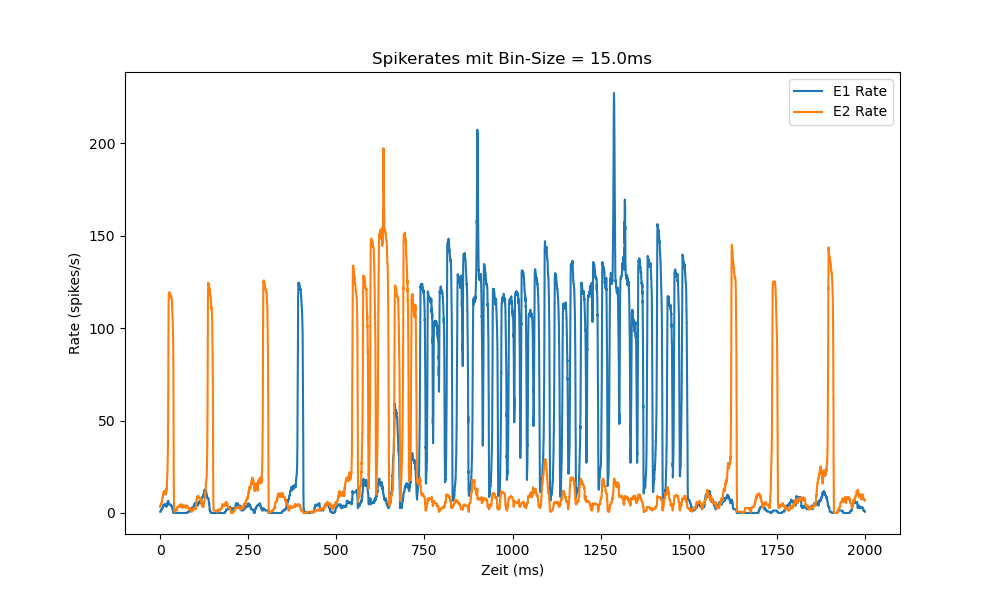 Spikerates mit Bin-Size = 15.0ms
E1 Rate
E2 Rate
Rate (spikes/s)
200
150
100
50
0
0 250 500 750 1000 1250 1500 1750 2000
Zeit (ms)